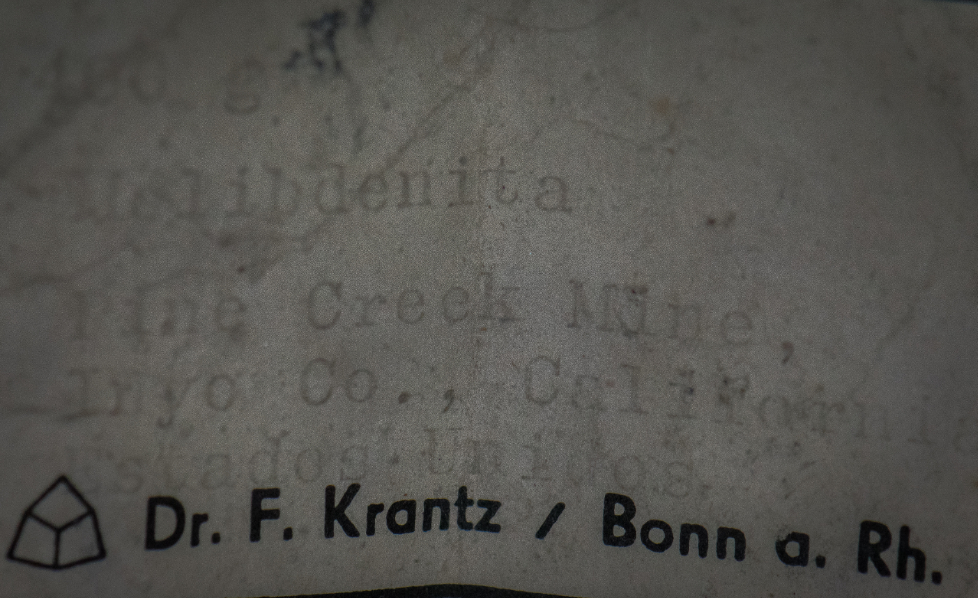 Molibdenita
Pine Creek Mine,
Inyo Co., California
Estados Unidos
Dr. F. Krantz / Bonn a. Rh.